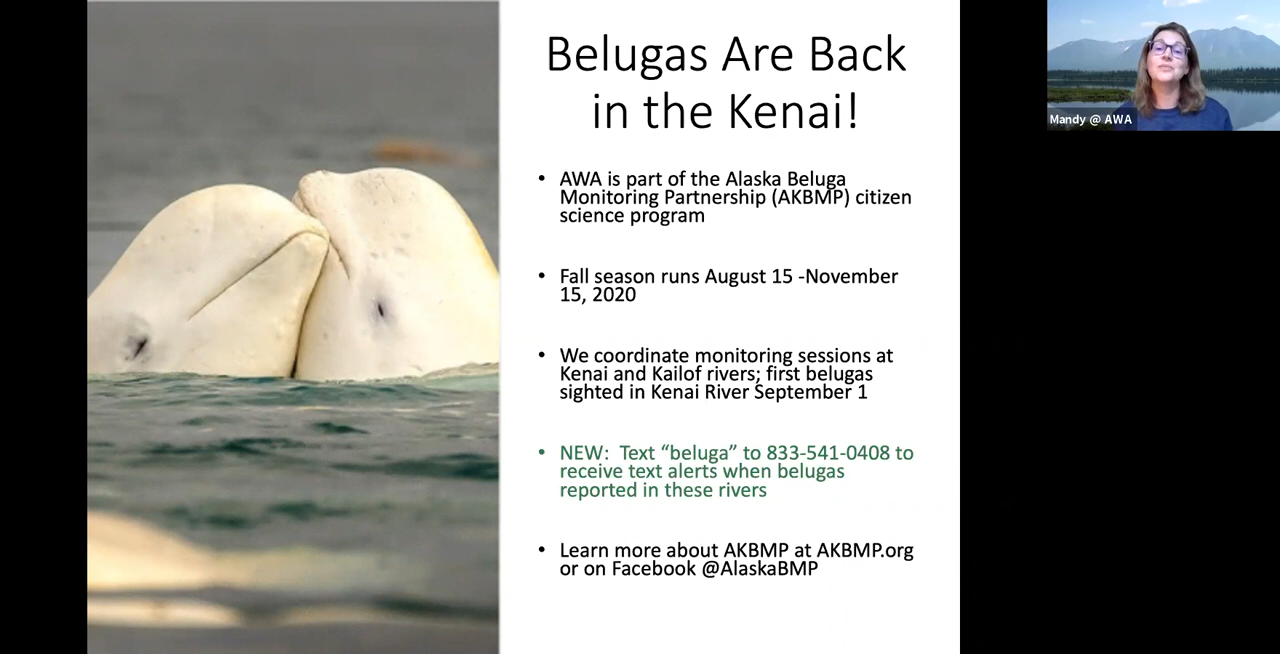 Belugas Are Back
in the Kenai!
• AWA is part of the Alaska Beluga
Monitoring Partnership (AKBMP) citizen
science program
• Fall season runs August 15 -November
15, 2020
• We coordinate monitoring sessions at
Kenai and Kailof rivers; first belugas
sighted in Kenai River September 1
• NEW:  Text “beluga” to 833-541-0408 to
receive text alerts when belugas
reported in these rivers
• Learn more about AKBMP at AKBMP.org
or on Facebook @AlaskaBMP
Mandy @ AWA